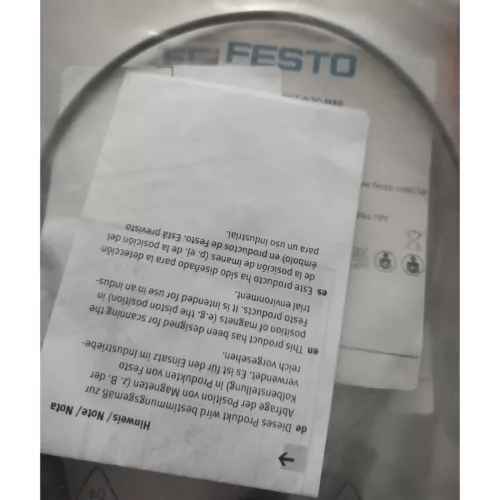 FESTO
www.festo.com/sp
Hinweis/ Note/ Nota
de Dieses Produkt wird bestimmungsgemäß zur
Abfrage der Position von Magneten (z. B. der
Kolbenstellung) in Produkten von Festo
verwendet. Es ist für den Einsatz im Industriebe-
reich vorgesehen.
en This product has been designed for scanning the
position of magnets (e.g. the piston position) in
Festo products. It is intended for use in an indus-
trial environment.
es Este producto ha sido diseñado para la detección
de la posición de imanes (p. ej. de la posición del
émbolo) en productos de Festo. Está previsto
para un uso industrial.